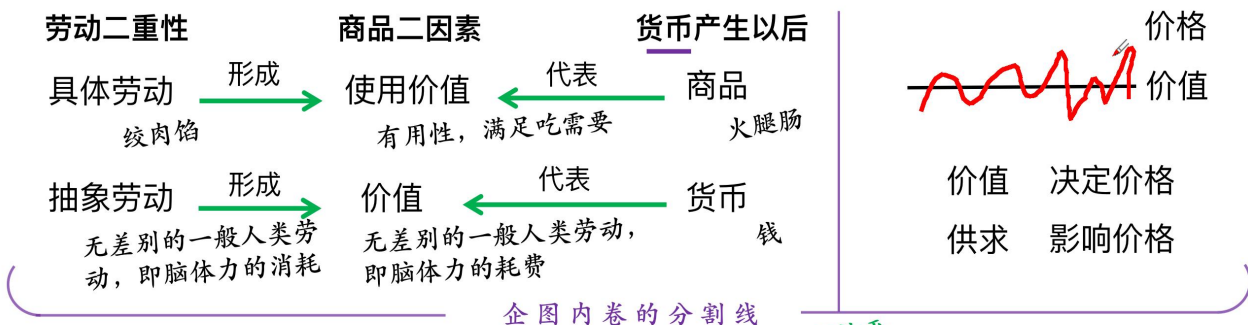 劳动二重性 商品二因素 货币产生以后
具体劳动 形成 使用价值 代表 商品
绞肉馅 有用性，满足吃需要 火腿肠
抽象劳动 形成 价值 代表 货币
无差别的一般人类劳 无差别的一般人类劳动， 钱
动，即脑体力的消耗 即脑体力的耗费
价格
价值
价值 决定价格
供求 影响价格
企图内卷的分割线